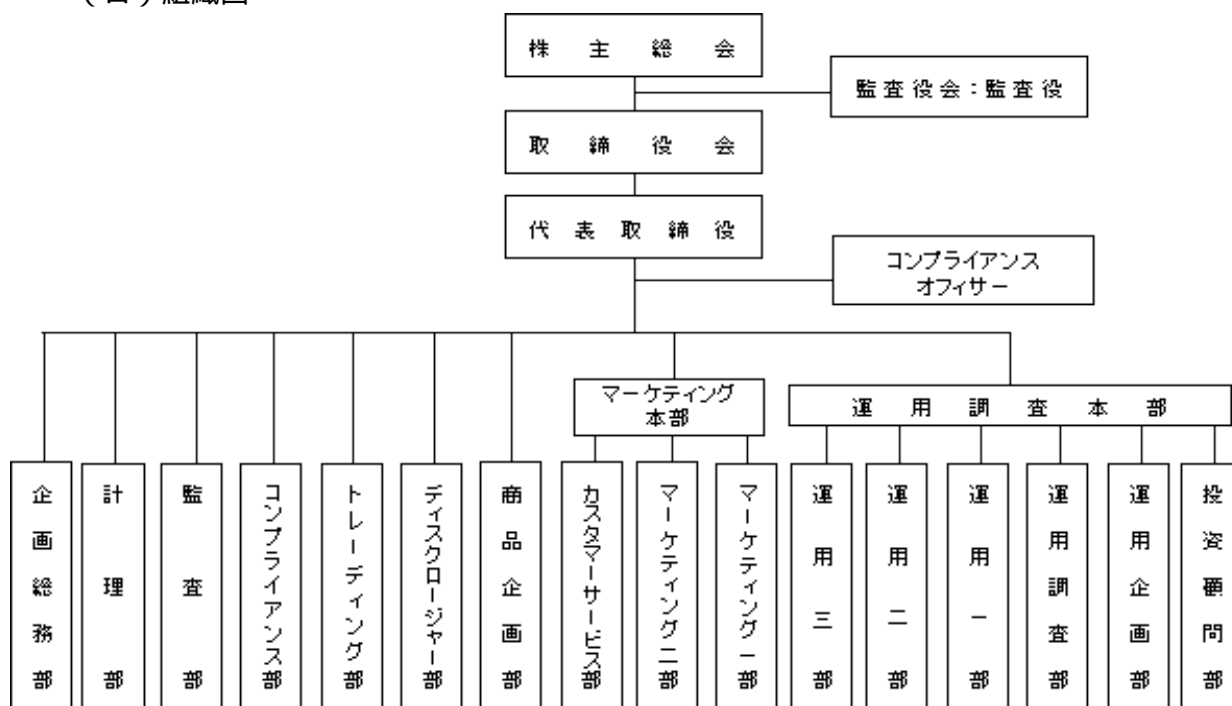 株主総会
監査役会：監査役
取締役会
代表取締役
コンプライアンス
オフィサー
マーケティング
本部
運用調査本部
企画総務部
計理部
監査部
コンプライアンス部
トレーディング部
ディスクロージャー部
商品企画部
カスタマーサービス部
マーケティング二部
マーケティング一部
運用三部
運用二部
運用一部
運用調査部
運用企画部
投資顧問部